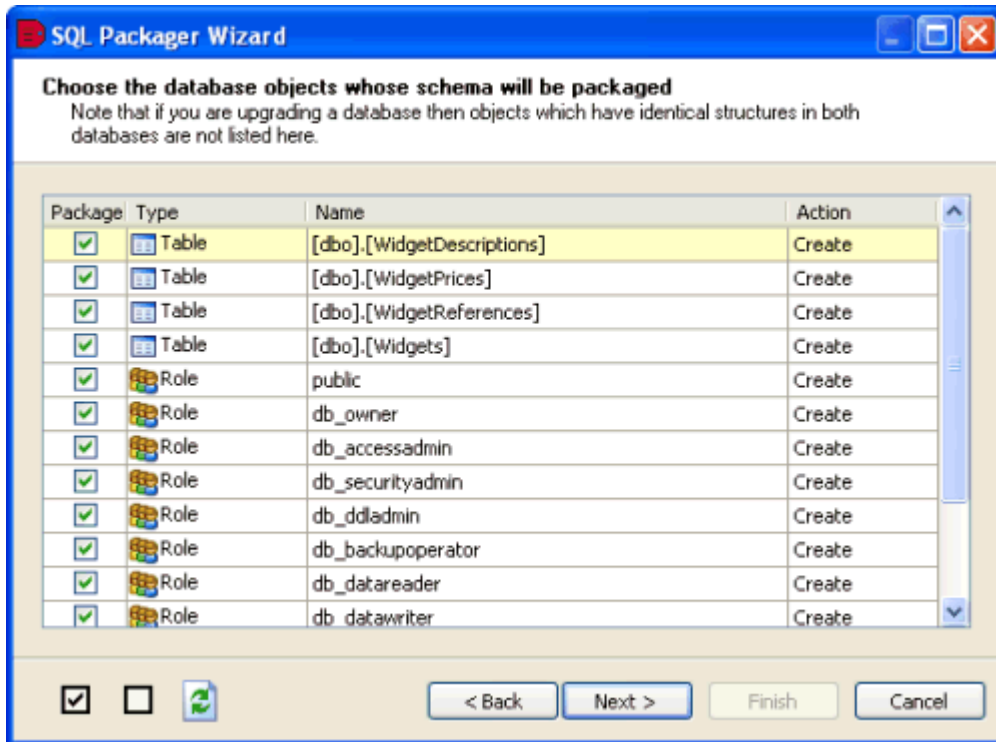 SQL Packager Wizard
Choose the database objects whose schema will be packaged
Note that if you are upgrading a database then objects which have identical structures in both
databases are not listed here.
Package Type Name Action
Table [dbo].[WidgetDescriptions] Create
Table [dbo].[WidgetPrices] Create
Table [dbo].[WidgetReferences] Create
Table [dbo].[Widgets] Create
Role public Create
Role db_owner Create
Role db_accessadmin Create
Role db_securityadmin Create
Role db_ddladmin Create
Role db_backupoperator Create
Role db_datareader Create
Role db_datawriter Create
< Back Next > Finish Cancel